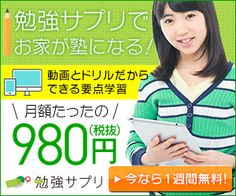 勉強サプリで
お家が塾になる!
動画とドリルだから
できる要点学習
月額たったの
980円(税抜)
勉強サプリ
今なら1週間無料!